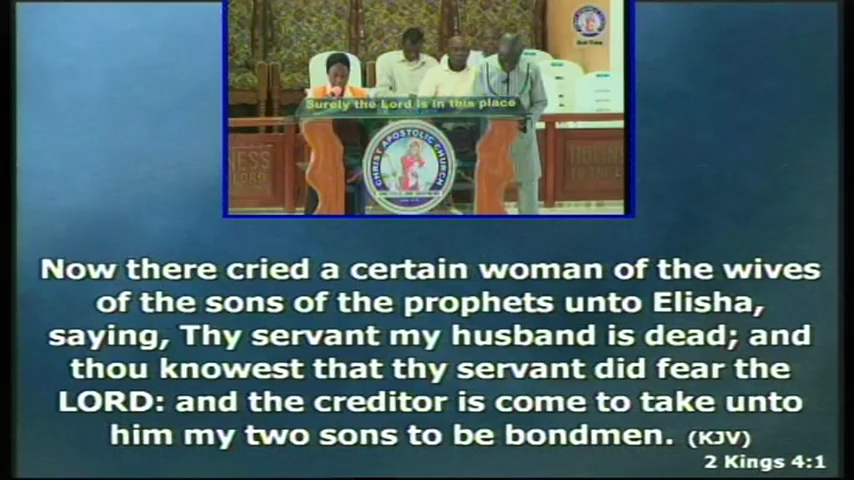 Surely the Lord is in this place
CHRIST APOSTOLIC CHURCH
Now there cried a certain woman of the wives
of the sons of the prophets unto Elisha,
saying, Thy servant my husband is dead; and
thou knowest that thy servant did fear the
LORD: and the creditor is come to take unto
him my two sons to be bondmen. (KJV)
2 Kings 4:1